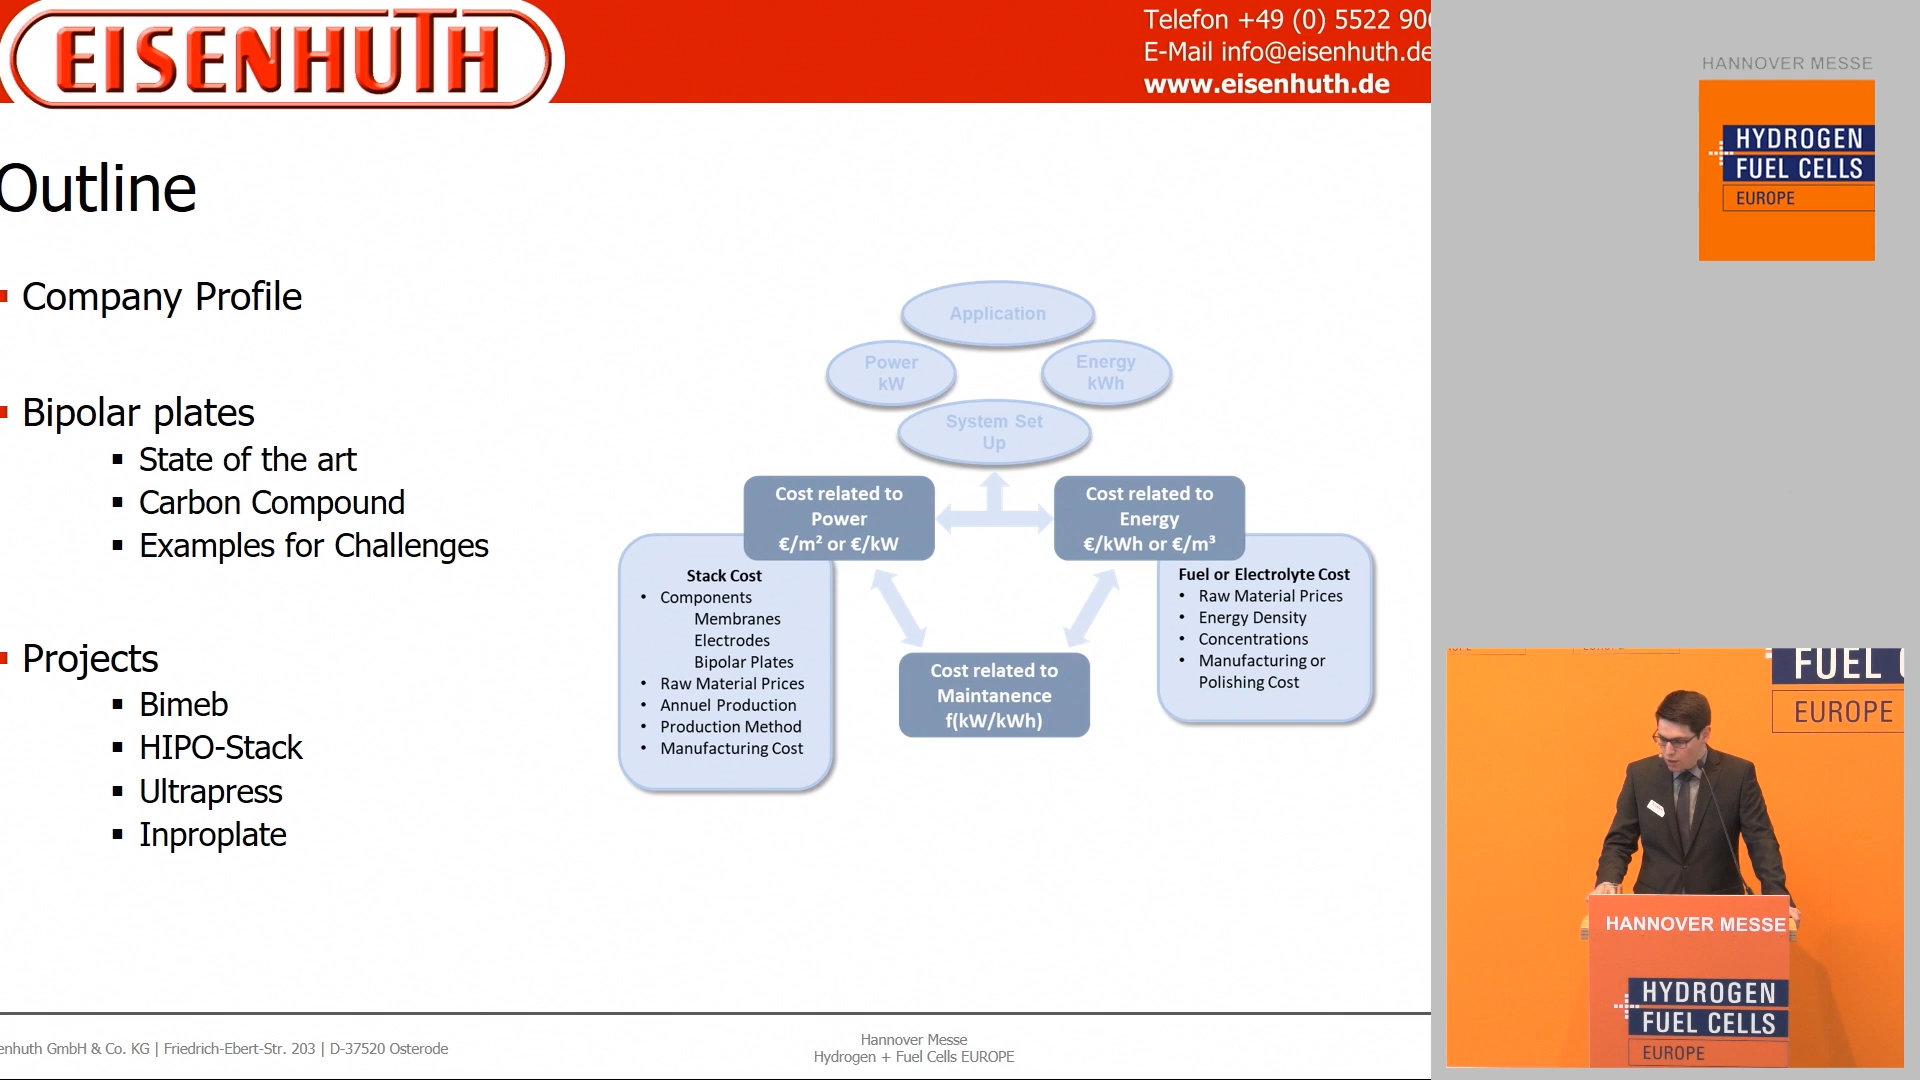 EISENHUTH
Telefon +49 (0) 5522 90
E-Mail info@eisenhuth.de
www.eisenhuth.de
Outline
Company Profile
Bipolar plates
State of the art
Carbon Compound
Examples for Challenges
Projects
Bimeb
HIPO-Stack
Ultrapress
Inproplate
Application
Power
kW
Energy
kWh
System Set
Up
Cost related to
Power
€/m² or €/kW
Cost related to
Energy
€/kWh or €/m³
Stack Cost
• Components
Membranes
Electrodes
Bipolar Plates
• Raw Material Prices
• Annuel Production
• Production Method
• Manufacturing Cost
Cost related to
Maintanence
f(kW/kWh)
Fuel or Electrolyte Cost
• Raw Material Prices
• Energy Density
• Concentrations
• Manufacturing or
Polishing Cost
enhuth GmbH & Co. KG | Friedrich-Ebert-Str. 203 | D-37520 Osterode
Hannover Messe
Hydrogen + Fuel Cells EUROPE
HANNOVER MESSE
HYDROGEN
FUEL CELLS
EUROPE
FUEL C
EUROPE
HANNOVER MESSE
HYDROGEN
FUEL CELLS
EUROPE